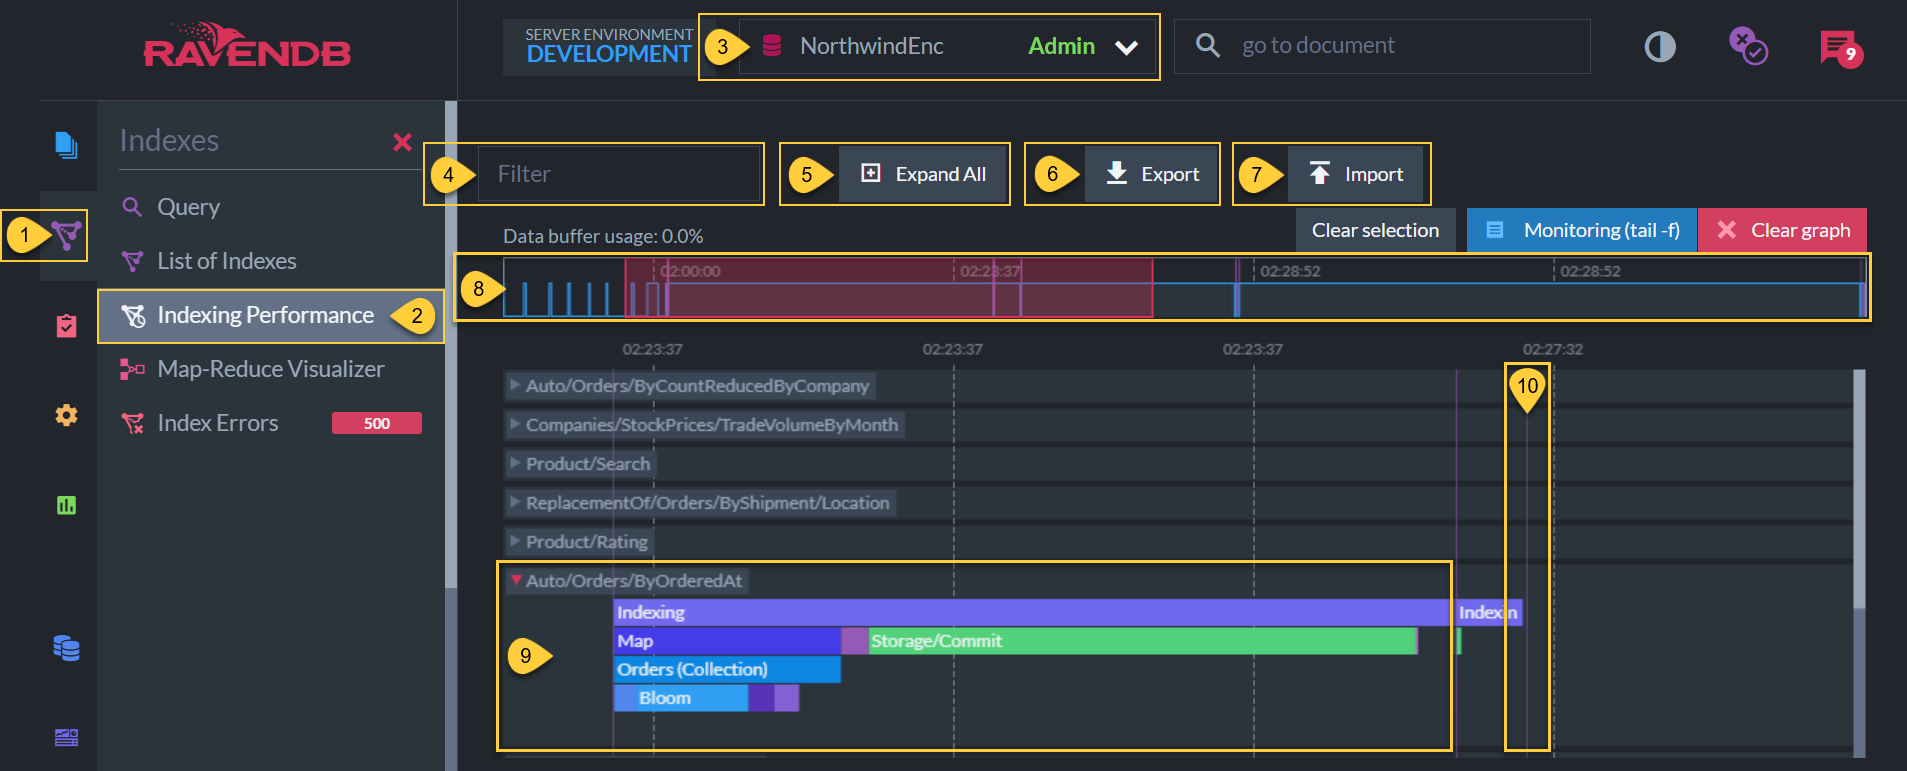 RAVENDB
SERVER ENVIRONMENT
DEVELOPMENT
3
NorthwindEnc
Admin
go to document
9
Indexes
Query
1
List of Indexes
Indexing Performance
2
Map-Reduce Visualizer
Index Errors
500
4
Filter
5
Expand All
6
Export
7
Import
Data buffer usage: 0.0%
Clear selection
Monitoring (tail -f)
Clear graph
8
02:00:00
02:23:37
02:28:52
02:28:52
02:23:37
02:23:37
02:23:37
02:27:32
Auto/Orders/ByCountReducedByCompany
10
Companies/StockPrices/TradeVolumeByMonth
Product/Search
ReplacementOf/Orders/ByShipment/Location
Product/Rating
Auto/Orders/ByOrderedAt
Indexing
Indexin
Map
Storage/Commit
9
Orders (Collection)
Bloom